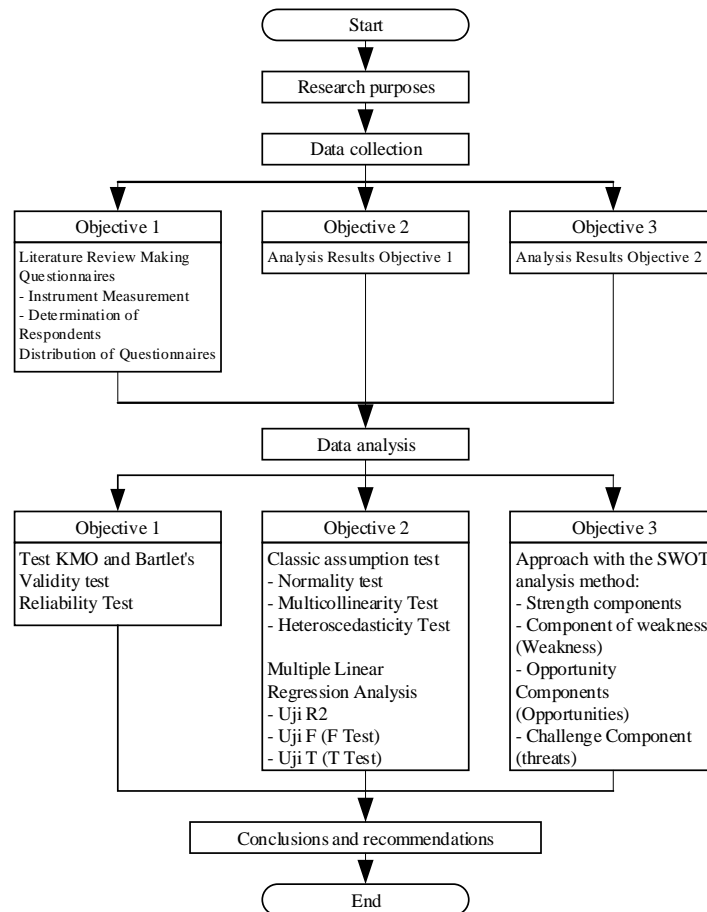 Start
Research purposes
Data collection
Objective 1
Literature Review Making
Questionnaires
- Instrument Measurement
- Determination of
Respondents
Distribution of Questionnaires
Objective 2
Analysis Results Objective 1
Objective 3
Analysis Results Objective 2
Data analysis
Objective 1
Test KMO and Bartlet's
Validity test
Reliability Test
Objective 2
Classic assumption test
- Normality test
- Multicollinearity Test
- Heteroscedasticity Test
Multiple Linear
Regression Analysis
- Uji R2
- Uji F (F Test)
- Uji T (T Test)
Objective 3
Approach with the SWOT
analysis method:
- Strength components
- Component of weakness
(Weakness)
- Opportunity
Components
(Opportunities)
- Challenge Component
(threats)
Conclusions and recommendations
End